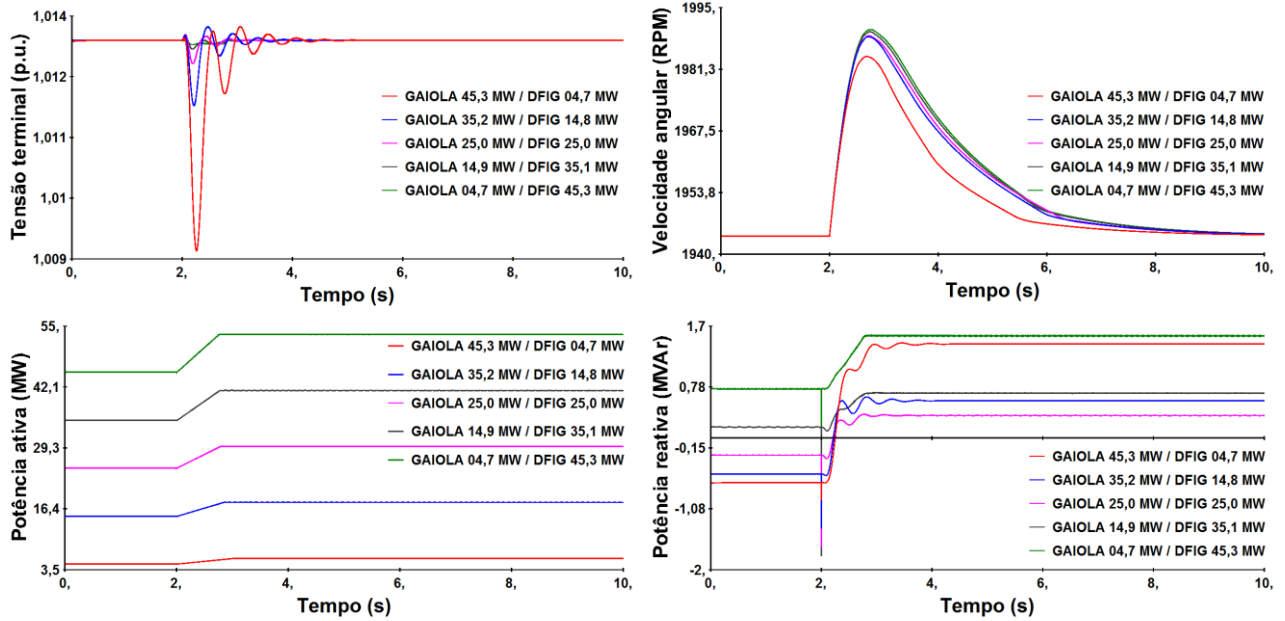 Tensão terminal (p.u.)
1,014
1,012
1,011
1,01
1,009
0,
2,
4,
6,
8,
10,
Tempo (s)
GAIOLA 45,3 MW / DFIG 04,7 MW
GAIOLA 35,2 MW / DFIG 14,8 MW
GAIOLA 25,0 MW / DFIG 25,0 MW
GAIOLA 14,9 MW / DFIG 35,1 MW
GAIOLA 04,7 MW / DFIG 45,3 MW
Velocidade angular (RPM)
1995,
1981,3
1967,5
1953,8
1940,
0,
2,
4,
6,
8,
10,
Tempo (s)
GAIOLA 45,3 MW / DFIG 04,7 MW
GAIOLA 35,2 MW / DFIG 14,8 MW
GAIOLA 25,0 MW / DFIG 25,0 MW
GAIOLA 14,9 MW / DFIG 35,1 MW
GAIOLA 04,7 MW / DFIG 45,3 MW
Potência ativa (MW)
55,
42,1
29,3
16,4
3,5
0,
2,
4,
6,
8,
10,
Tempo (s)
GAIOLA 45,3 MW / DFIG 04,7 MW
GAIOLA 35,2 MW / DFIG 14,8 MW
GAIOLA 25,0 MW / DFIG 25,0 MW
GAIOLA 14,9 MW / DFIG 35,1 MW
GAIOLA 04,7 MW / DFIG 45,3 MW
Potência reativa (MVAr)
1,7
0,78
-0,15
-1,08
-2,
0,
2,
4,
6,
8,
10,
Tempo (s)
GAIOLA 45,3 MW / DFIG 04,7 MW
GAIOLA 35,2 MW / DFIG 14,8 MW
GAIOLA 25,0 MW / DFIG 25,0 MW
GAIOLA 14,9 MW / DFIG 35,1 MW
GAIOLA 04,7 MW / DFIG 45,3 MW